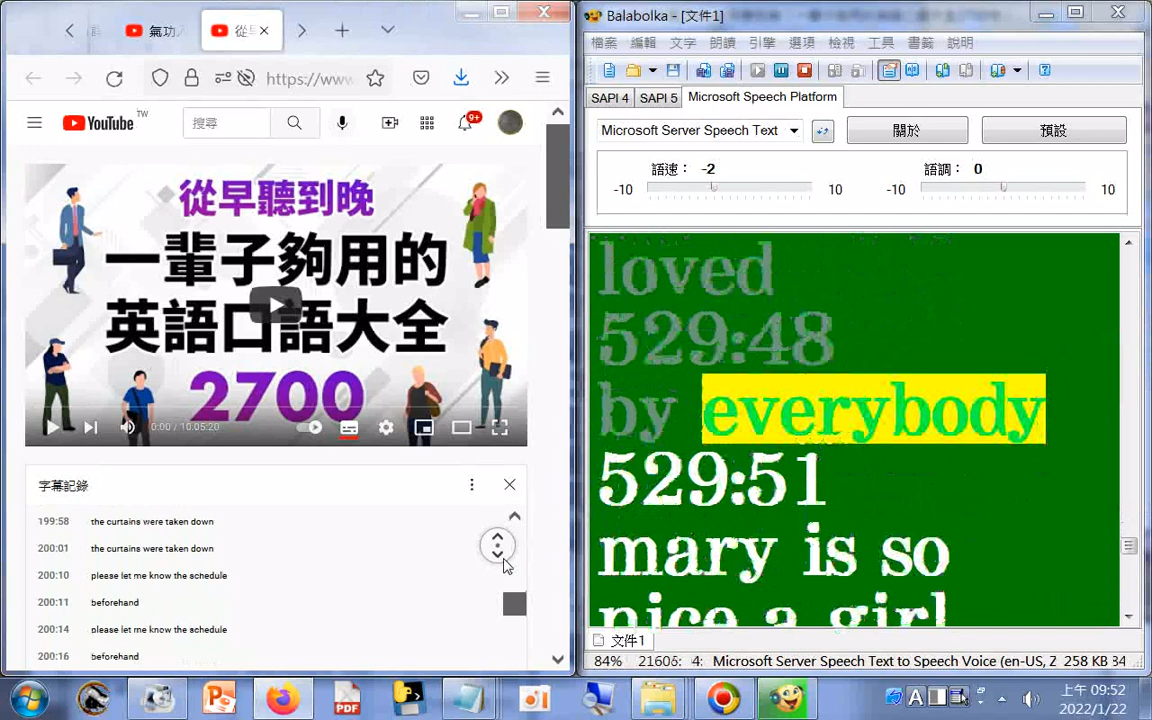 氣功
從
https://www
YouTube TW
搜尋
9+
從早聽到晚
一輩子夠用的
英語口語大全
2700
0:00 / 10:05:20
字幕記錄
199:58 the curtains were taken down
200:01 the curtains were taken down
200:10 please let me know the schedule
200:11 beforehand
200:14 please let me know the schedule
200:16 beforehand
Balabolka - [文件1]
檔案 編輯 文字 朗讀 引擎 選項 檢視 工具 書籤 說明
SAPI 4 SAPI 5 Microsoft Speech Platform
Microsoft Server Speech Text 關於 預設
語速： -2 語調： 0
-10 10 -10 10
loved
529:48
by everybody
529:51
mary is so
nice a girl
文件1
84% 21605: 4: Microsoft Server Speech Text to Speech Voice (en-US, Z 258 KB 34
PDF
A
上午 09:52
2022/1/22